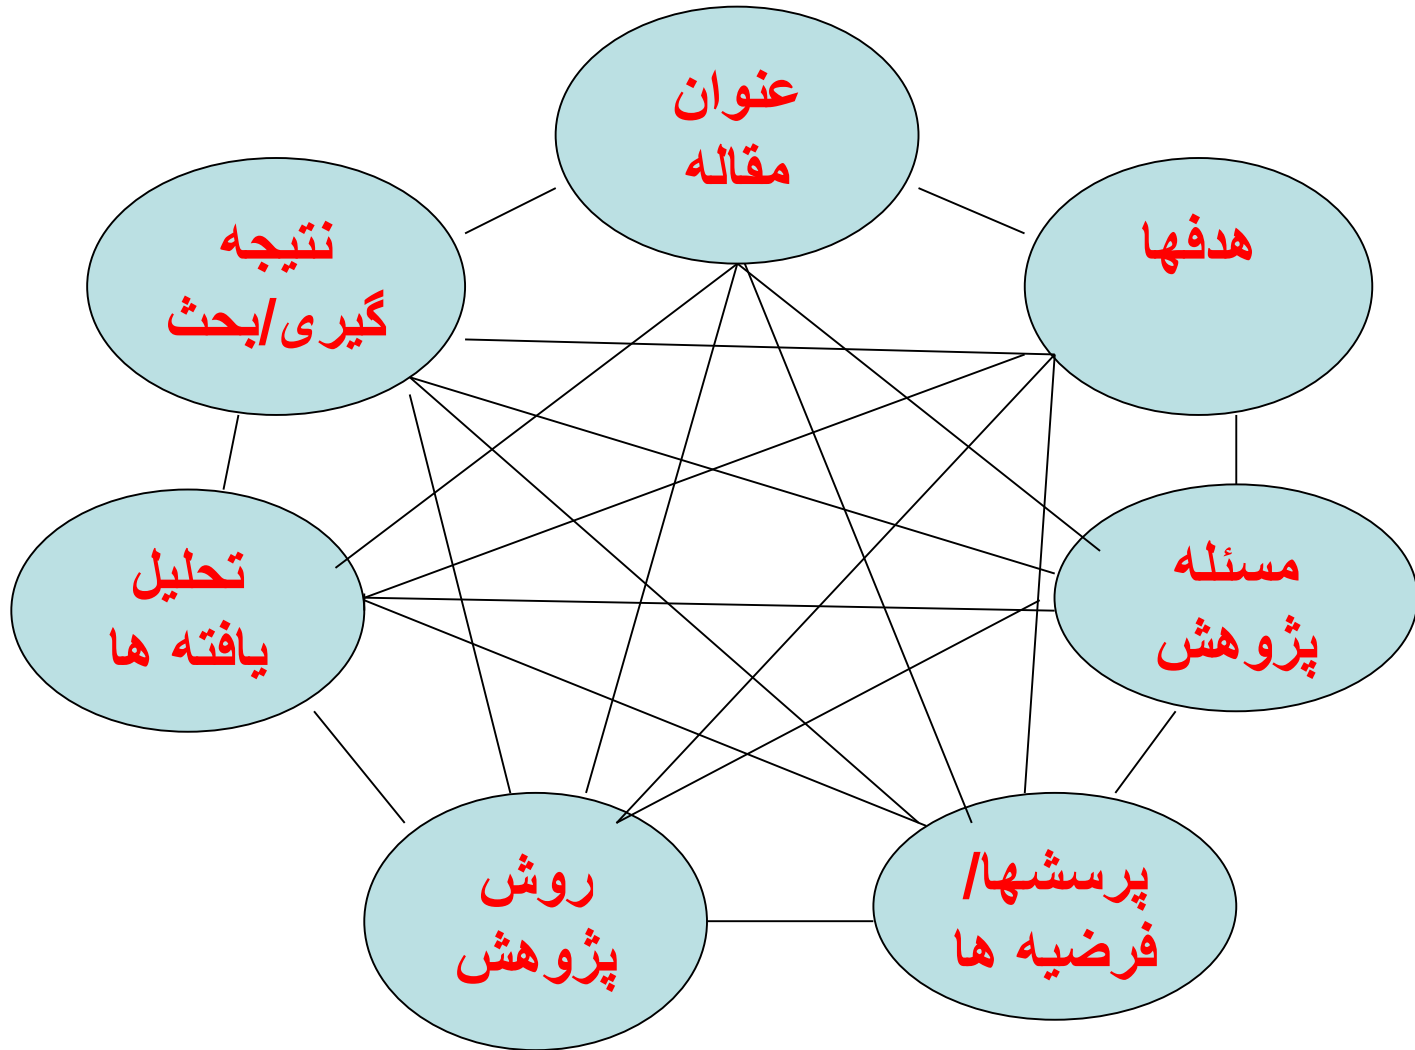 عنوان
مقاله
هدفها
مسئله
پژوهش
پرسشها/
فرضیه ها
روش
پژوهش
تحلیل
یافته ها
نتیجه
گیری/بحث